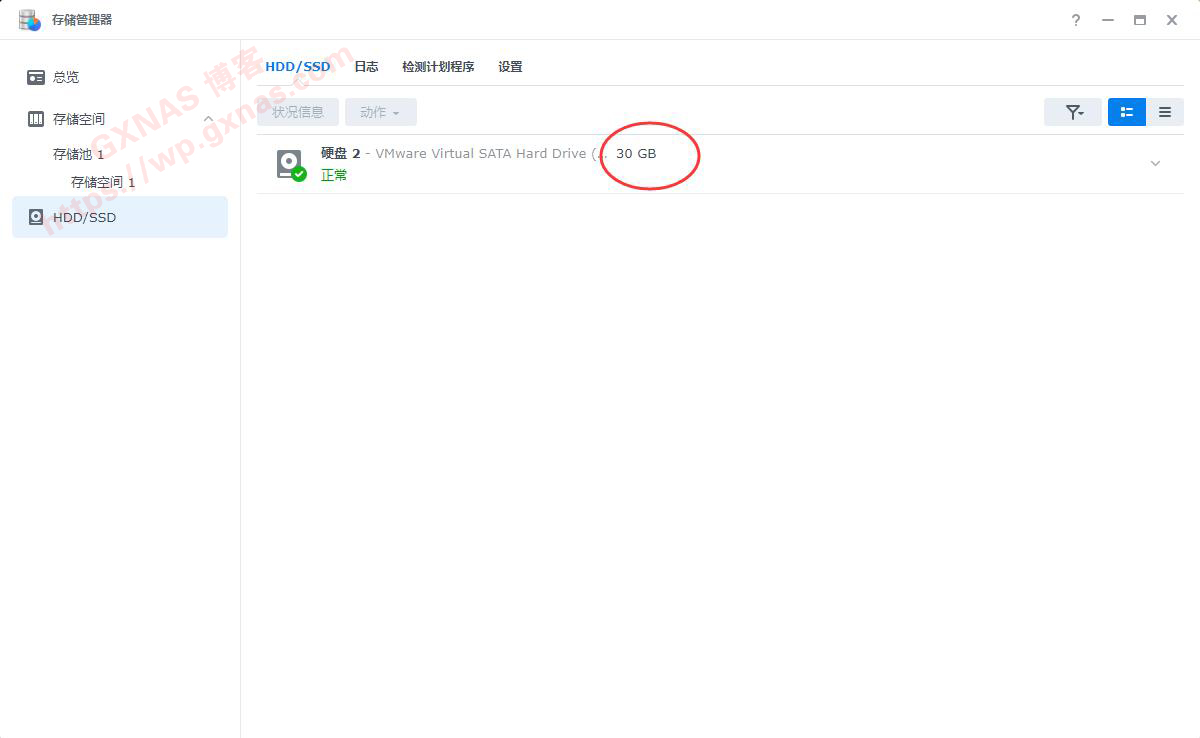 存储管理器
?
总览
存储空间
存储池 1
存储空间 1
HDD/SSD
HDD/SSD 日志 检测计划程序 设置
状况信息 动作
硬盘 2 - VMware Virtual SATA Hard Drive (... 30 GB
正常
GXNAS 博客
https://wp.gxnas.com